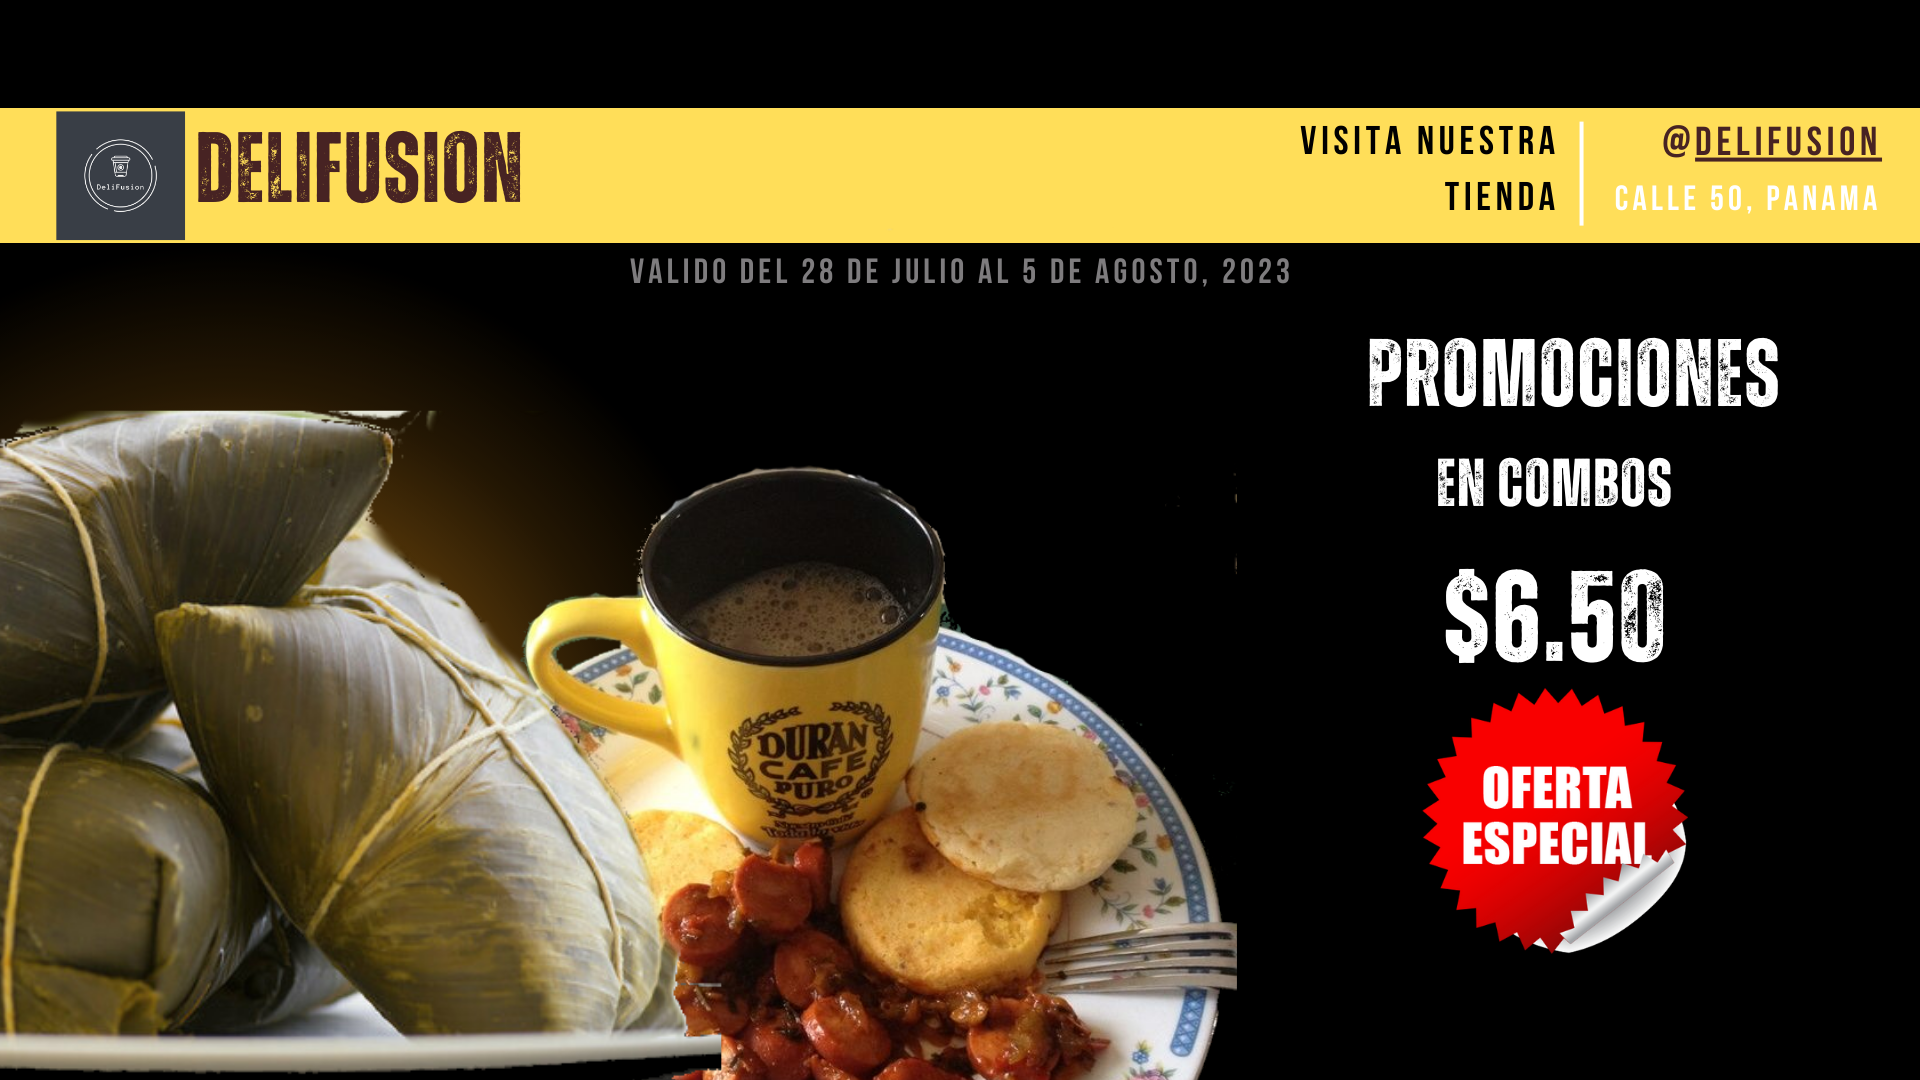 DeliFusion
DELIFUSION
VISITA NUESTRA
TIENDA
@DELIFUSION
CALLE 50, PANAMA
VALIDO DEL 28 DE JULIO AL 5 DE AGOSTO, 2023
PROMOCIONES
EN COMBOS
$6.50
OFERTA
ESPECIAL
DURAN
CAFE
PURO